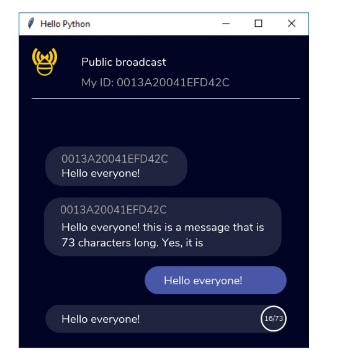 Hello Python
Public broadcast
My ID: 0013A20041EFD42C
0013A20041EFD42C
Hello everyone!
0013A20041EFD42C
Hello everyone! this is a message that is
73 characters long. Yes, it is
Hello everyone!
Hello everyone!
16/73